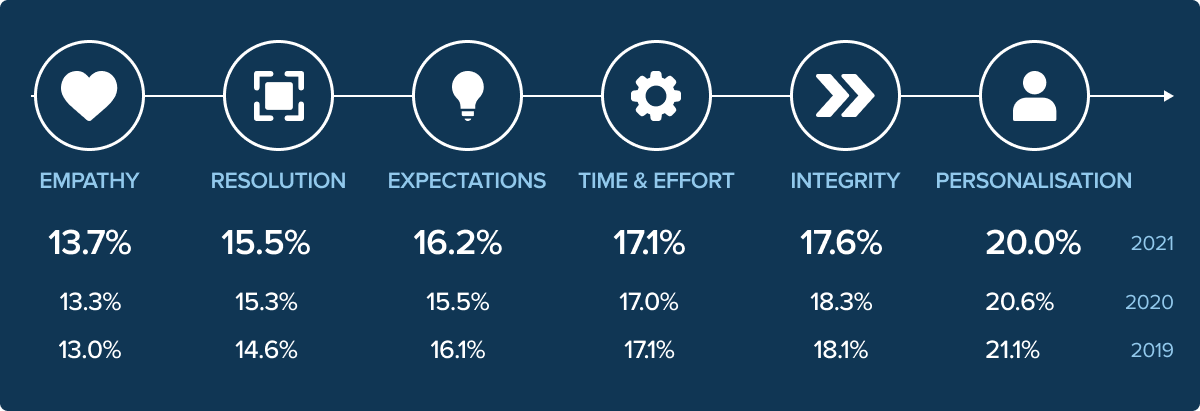 EMPATHY RESOLUTION EXPECTATIONS TIME & EFFORT INTEGRITY PERSONALISATION
13.7% 15.5% 16.2% 17.1% 17.6% 20.0% 2021
13.3% 15.3% 15.5% 17.0% 18.3% 20.6% 2020
13.0% 14.6% 16.1% 17.1% 18.1% 21.1% 2019